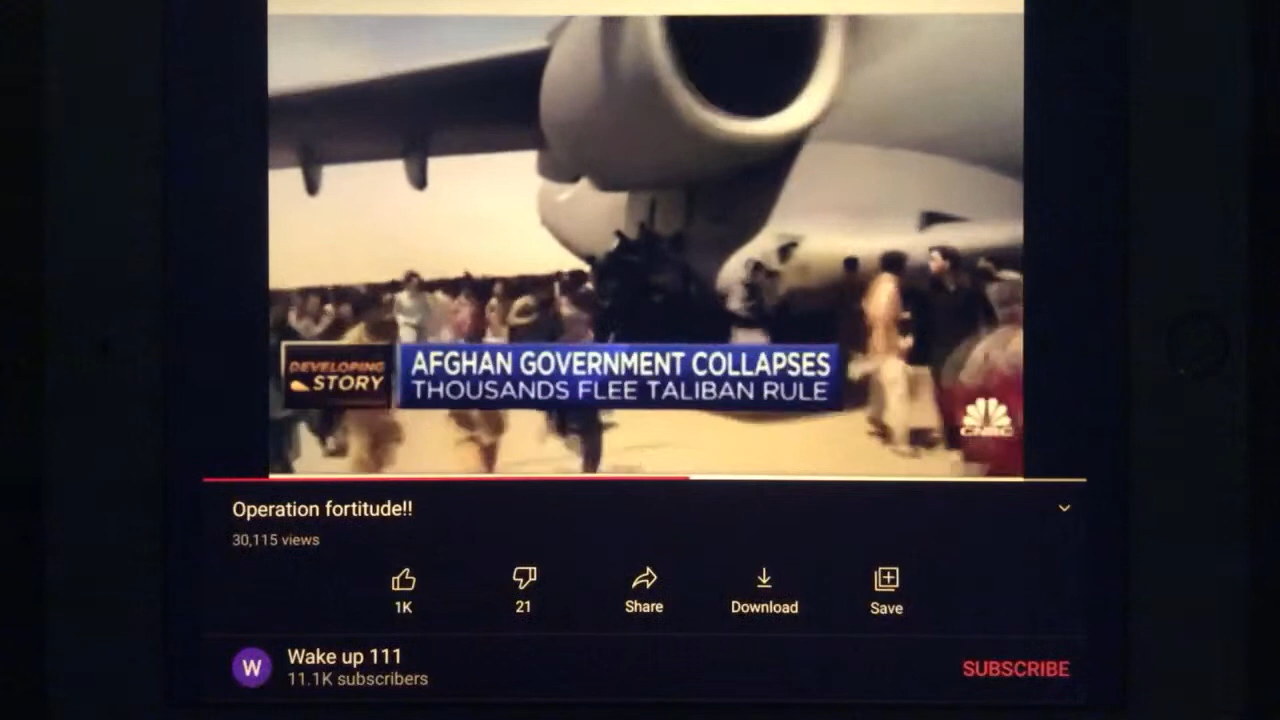 DEVELOPING
STORY
AFGHAN GOVERNMENT COLLAPSES
THOUSANDS FLEE TALIBAN RULE
CNBC
Operation fortitude!!
30,115 views
1K
21
Share
Download
Save
W
Wake up 111
11.1K subscribers
SUBSCRIBE